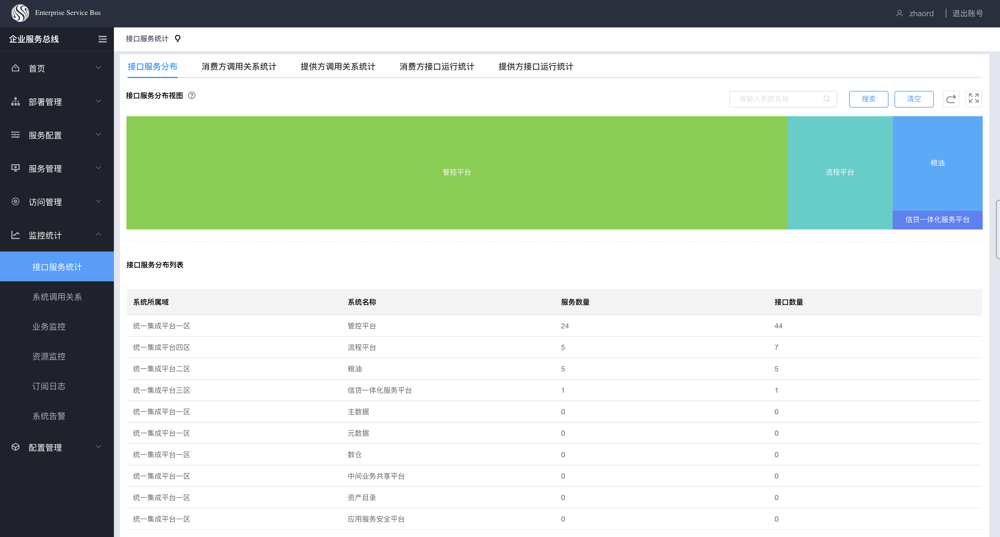 Enterprise Service Bus
zhaord
退出账号
企业服务总线
首页
部署管理
服务配置
服务管理
访问管理
监控统计
接口服务统计
系统调用关系
业务监控
资源监控
订阅日志
系统告警
配置管理
接口服务统计
接口服务分布 消费方调用关系统计 提供方调用关系统计 消费方接口运行统计 提供方接口运行统计
接口服务分布视图
请输入系统名称 搜索 清空
管控平台
流程平台
粮油
信贷一体化服务平台
接口服务分布列表
系统所属域 系统名称 服务数量 接口数量
统一集成平台一区 管控平台 24 44
统一集成平台四区 流程平台 5 7
统一集成平台二区 粮油 5 5
统一集成平台三区 信贷一体化服务平台 1 1
统一集成平台一区 主数据 0 0
统一集成平台一区 元数据 0 0
统一集成平台一区 数仓 0 0
统一集成平台一区 中间业务共享平台 0 0
统一集成平台一区 资产目录 0 0
统一集成平台一区 应用服务安全平台 0 0